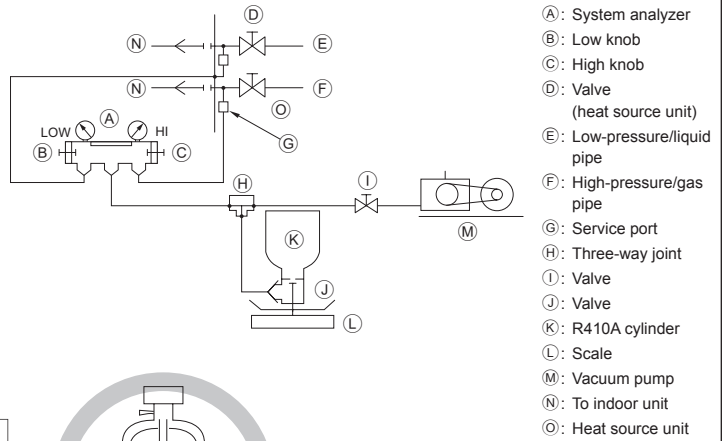 Ⓓ
Ⓝ Ⓔ
Ⓝ Ⓕ
Ⓞ
Ⓐ
LOW HI
Ⓑ Ⓒ
Ⓖ
Ⓗ Ⓘ
Ⓚ Ⓜ
Ⓙ
Ⓛ
Ⓐ: System analyzer
Ⓑ: Low knob
Ⓒ: High knob
Ⓓ: Valve
(heat source unit)
Ⓔ: Low-pressure/liquid
pipe
Ⓕ: High-pressure/gas
pipe
Ⓖ: Service port
Ⓗ: Three-way joint
Ⓘ: Valve
Ⓙ: Valve
Ⓚ: R410A cylinder
Ⓛ: Scale
Ⓜ: Vacuum pump
Ⓝ: To indoor unit
Ⓞ: Heat source unit